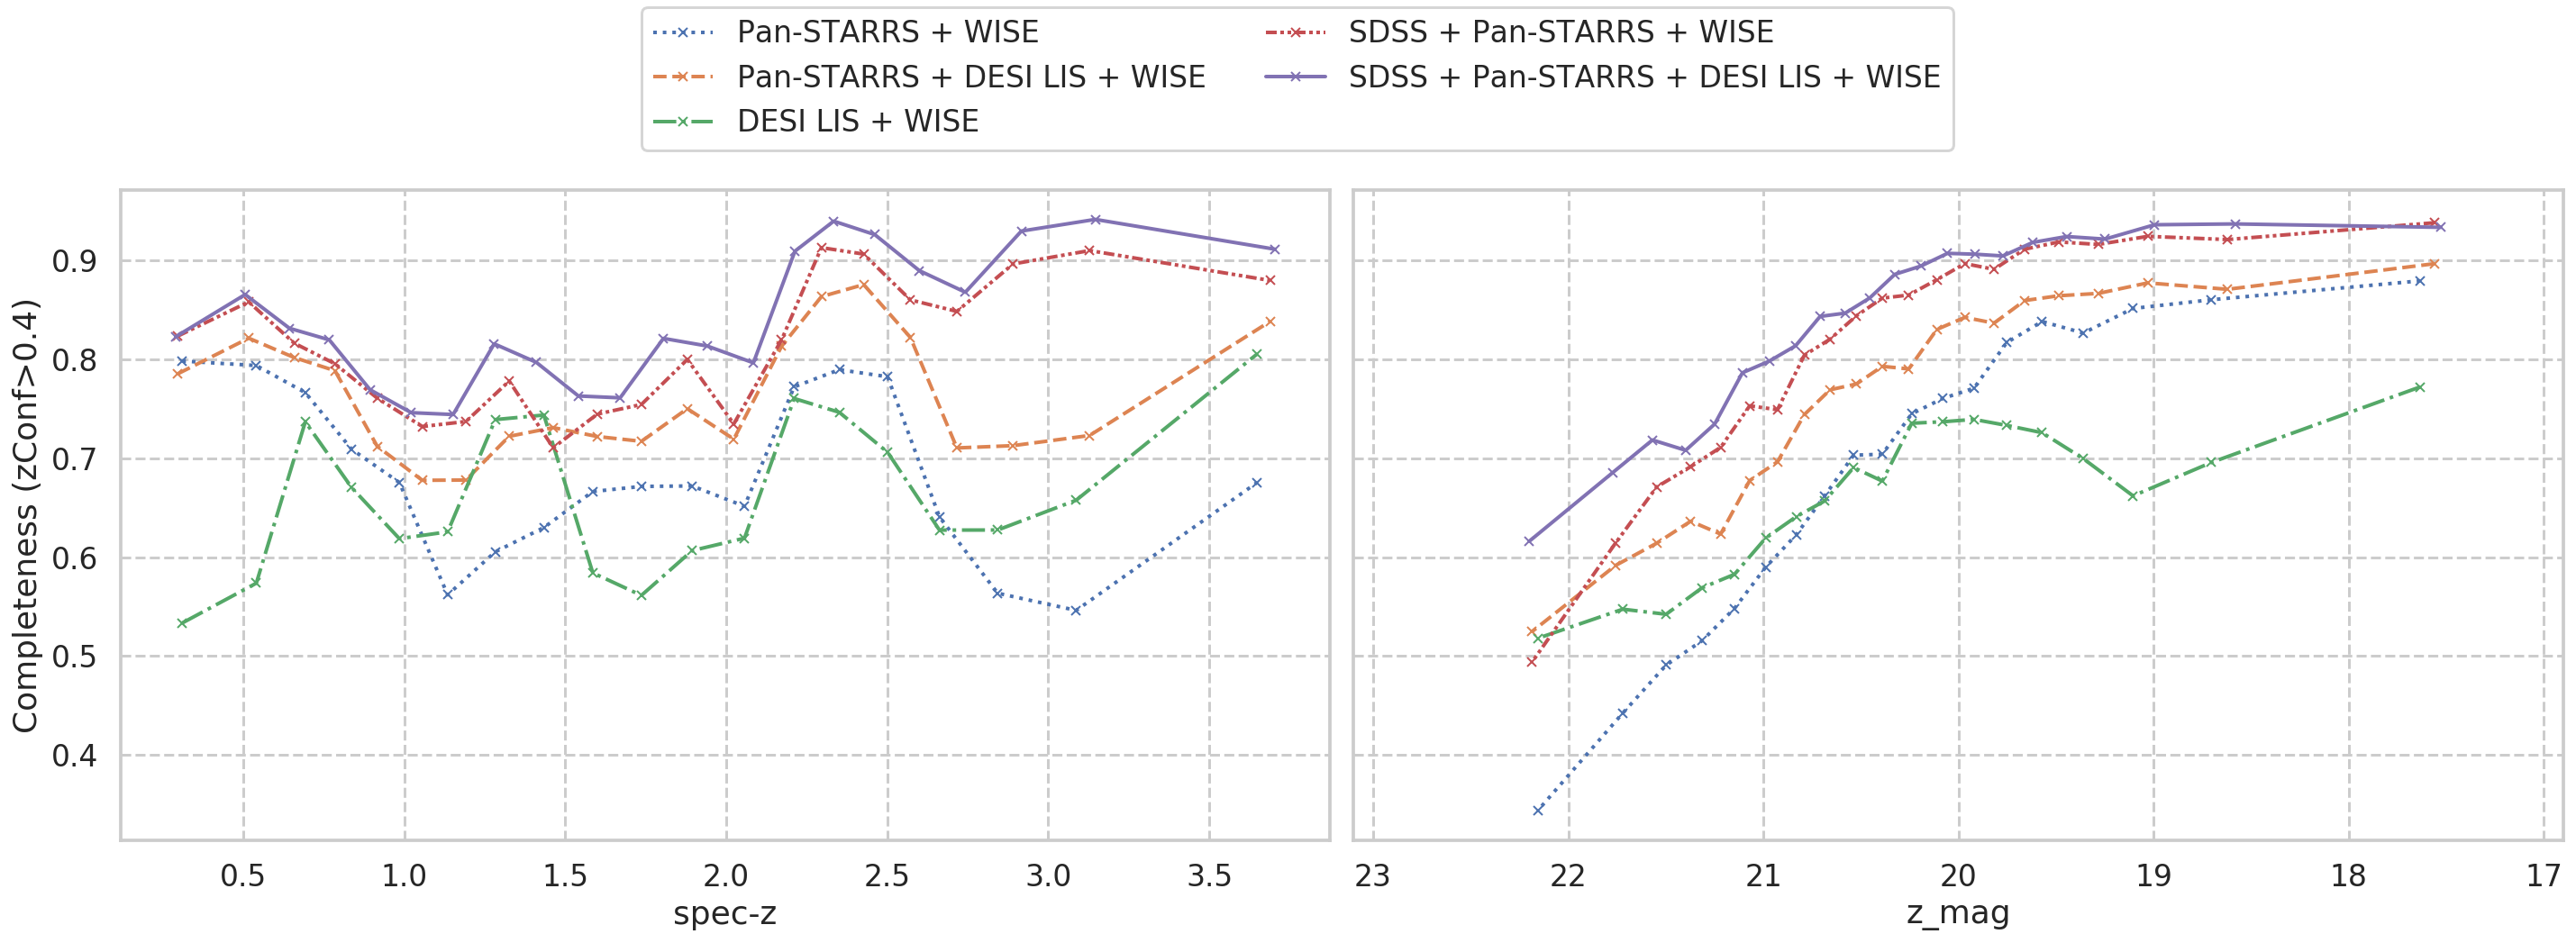 Pan-STARRS + WISE
Pan-STARRS + DESI LIS + WISE
DESI LIS + WISE
SDSS + Pan-STARRS + WISE
SDSS + Pan-STARRS + DESI LIS + WISE
Completeness (zConf>0.4)
0.9
0.8
0.7
0.6
0.5
0.4
0.5 1.0 1.5 2.0 2.5 3.0 3.5
spec-z
23 22 21 20 19 18 17
z_mag